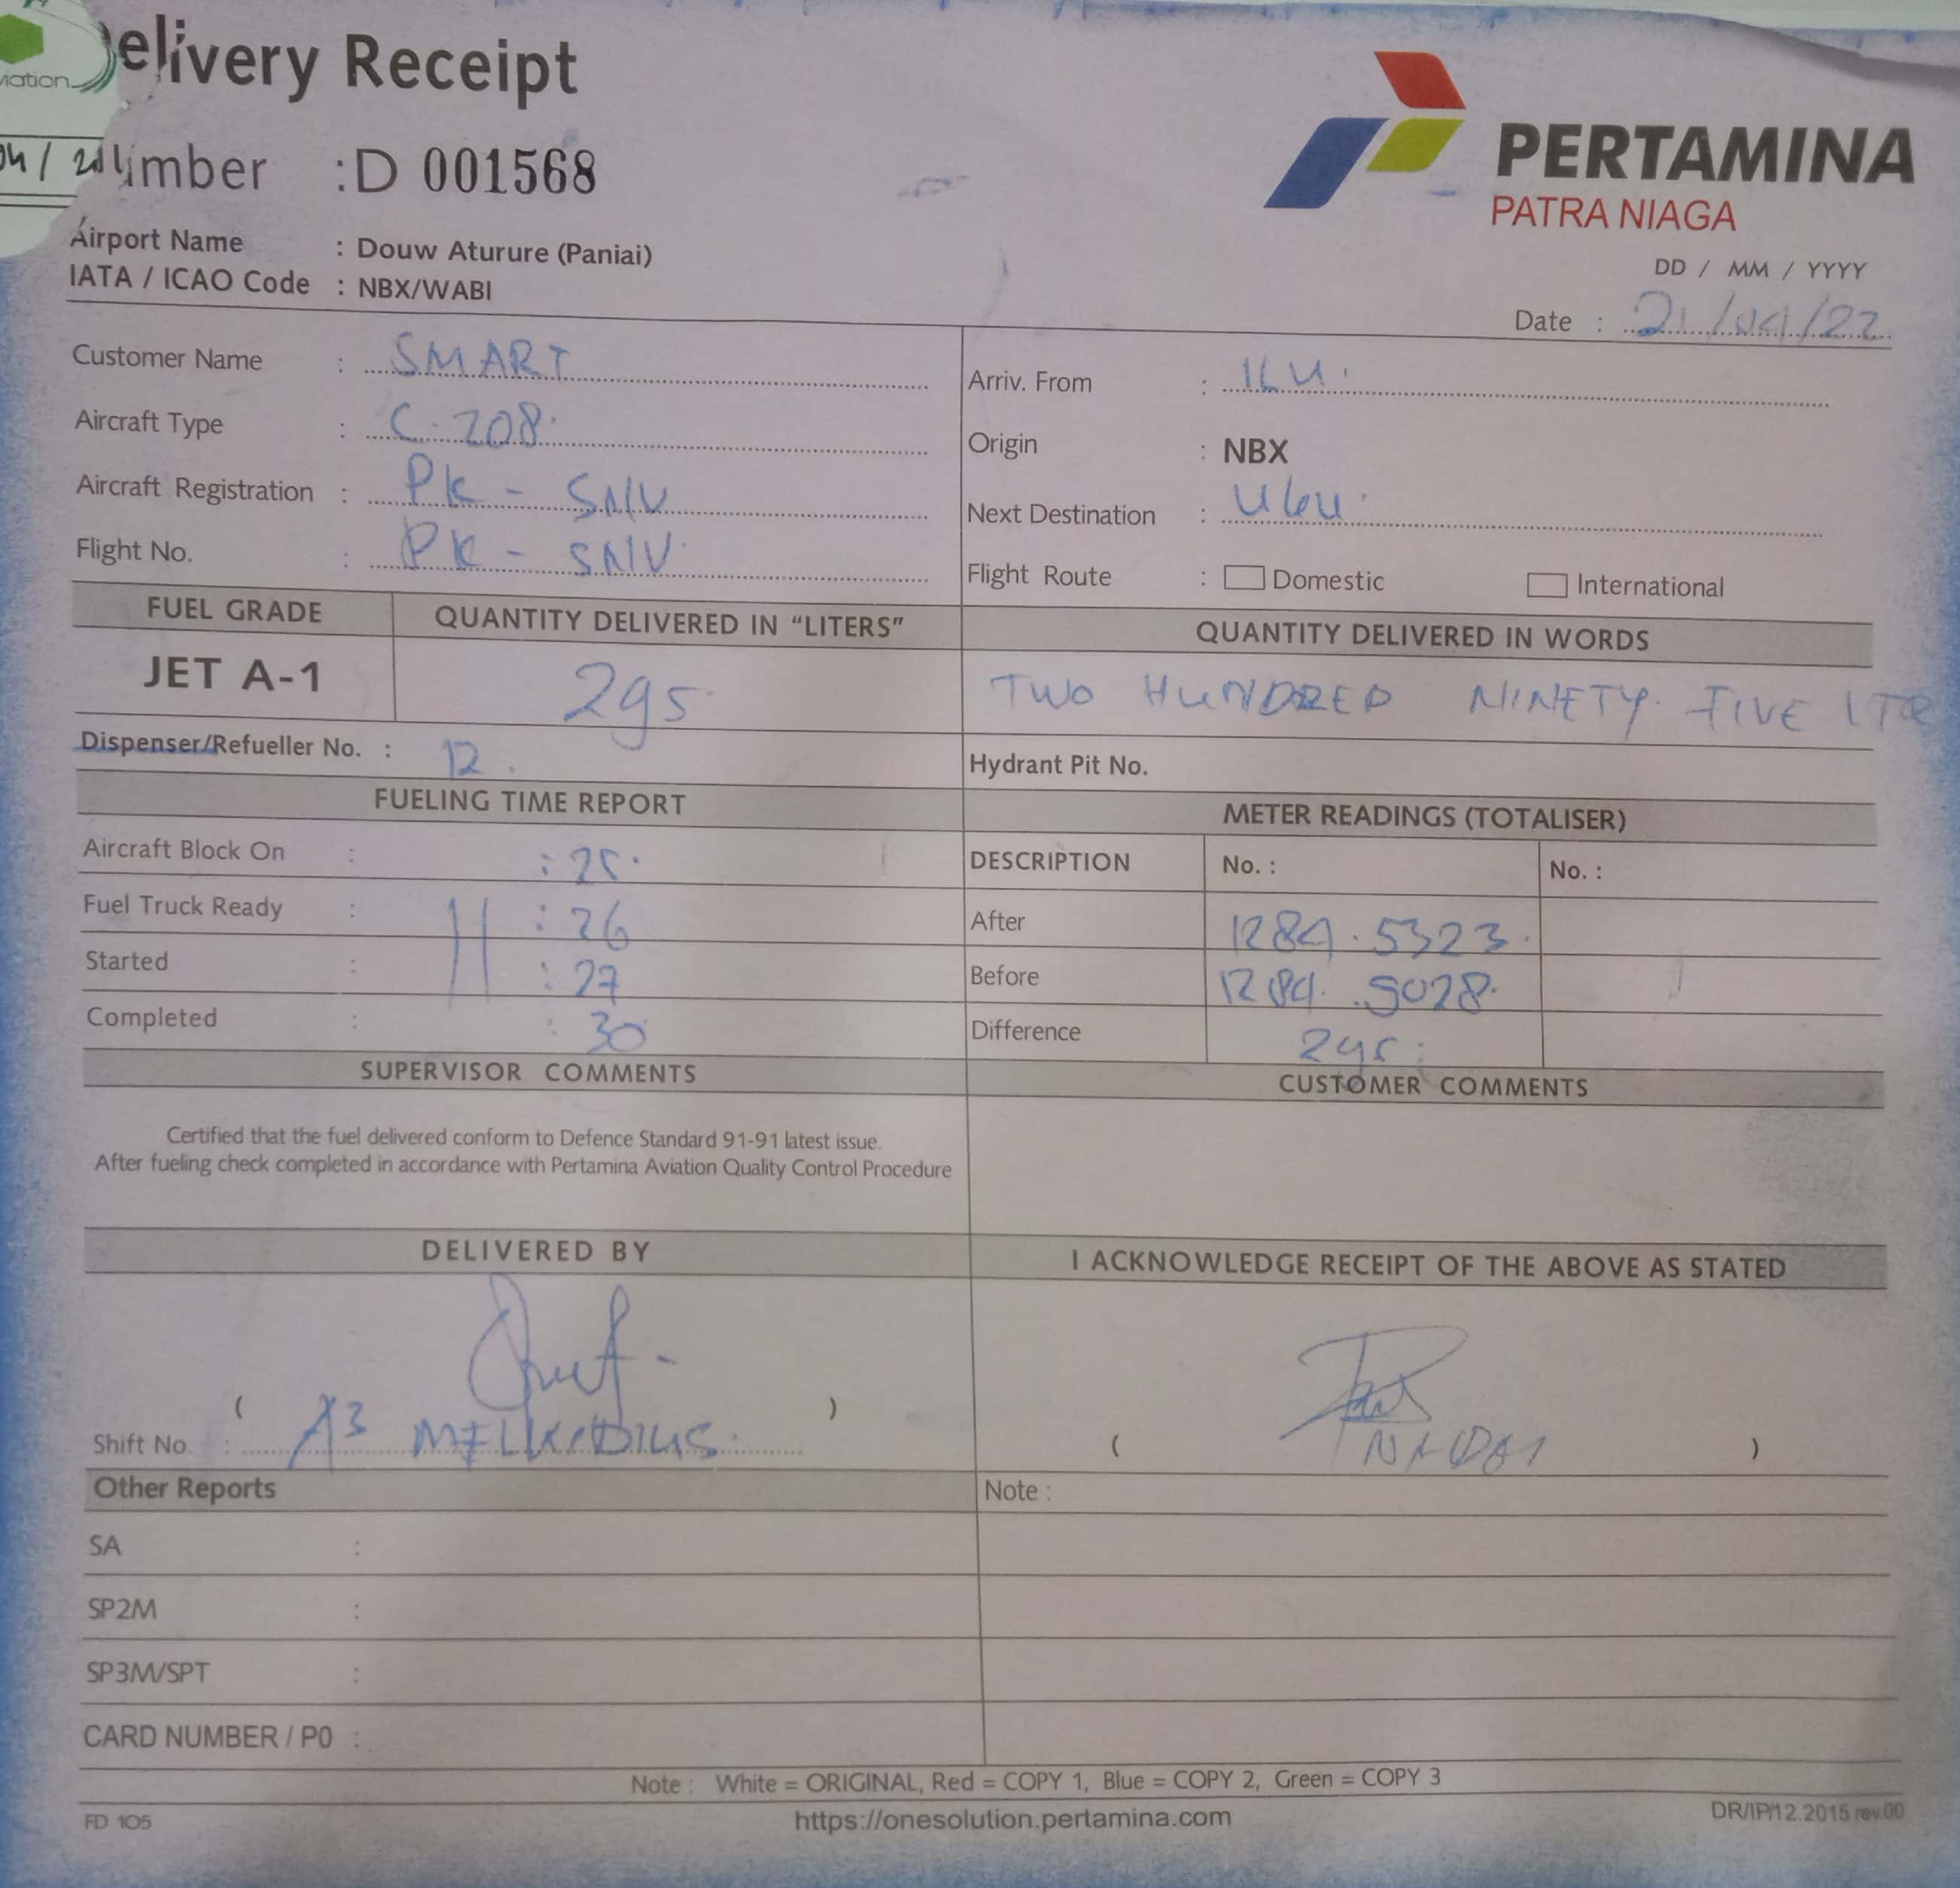 elivery Receipt
viation
04/
mber : D 001568
PERTAMINA
PATRA NIAGA
Airport Name : Douw Aturure (Paniai)
IATA / ICAO Code : NBX/WABI
DD / MM / YYYY
Date : 21/04/22
Customer Name : SMART
Arriv. From : ILU.
Aircraft Type : C-208.
Origin : NBX
Aircraft Registration : PK - SNV
Next Destination :
Flight No. : PK - SNV
Flight Route : Domestic International
FUEL GRADE QUANTITY DELIVERED IN "LITERS" QUANTITY DELIVERED IN WORDS
JET A-1 295 TWO HUNDRED NINETY FIVE LTR
Dispenser/Refueller No. : 12. Hydrant Pit No.
FUELING TIME REPORT METER READINGS (TOTALISER)
Aircraft Block On : : 25. DESCRIPTION No. : No. :
Fuel Truck Ready : : 26 After 1284.5323.
Started : : 27 Before 1284.5028.
Completed : : 30 Difference 295.
SUPERVISOR COMMENTS CUSTOMER COMMENTS
Certified that the fuel delivered conform to Defence Standard 91-91 latest issue.
After fueling check completed in accordance with Pertamina Aviation Quality Control Procedure
DELIVERED BY I ACKNOWLEDGE RECEIPT OF THE ABOVE AS STATED
( )
Shift No. : A3 MELKIDIUS. ( )
Other Reports Note :
SA :
SP2M :
SP3M/SPT :
CARD NUMBER / P0 :
Note : White = ORIGINAL, Red = COPY 1, Blue = COPY 2, Green = COPY 3
FD 105 https://onesolution.pertamina.com DR/IP/12.2015 rev.00